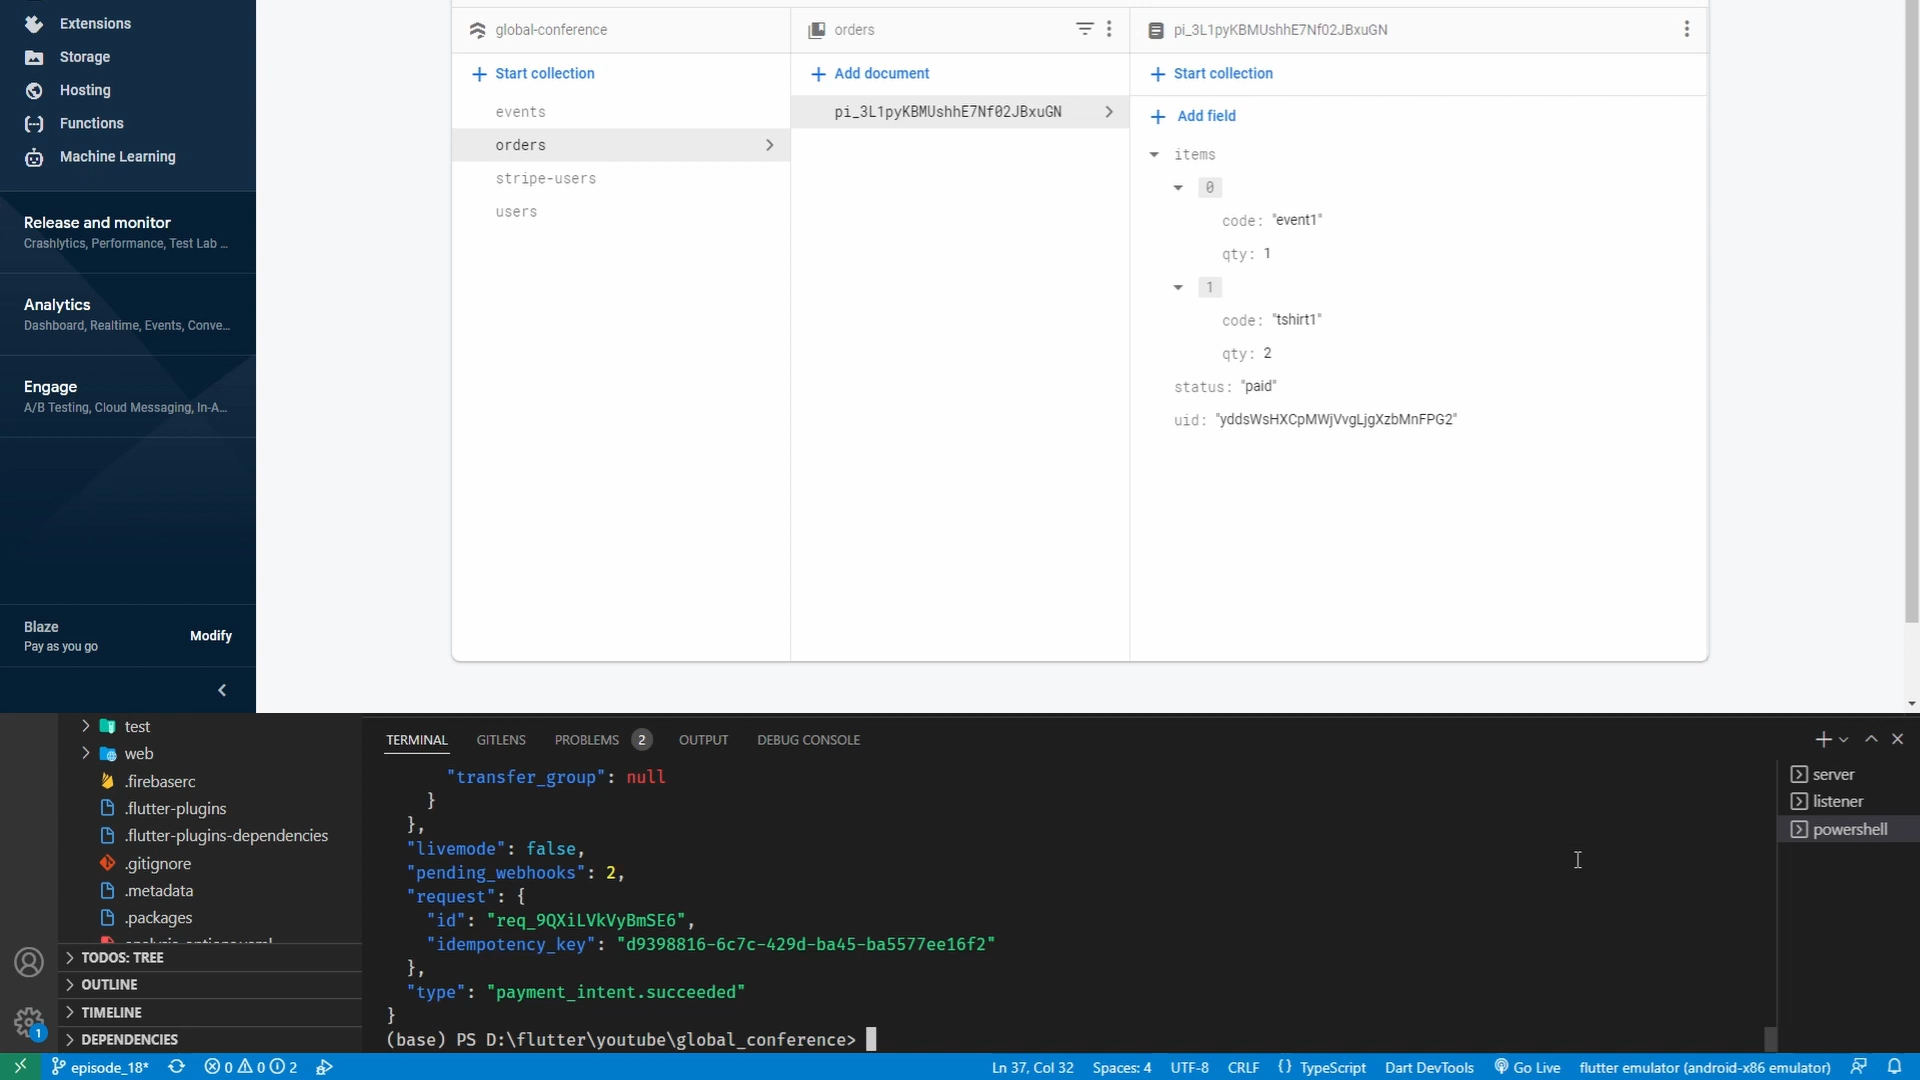 Extensions
Storage
Hosting
Functions
Machine Learning
Release and monitor
Crashlytics, Performance, Test Lab ...
Analytics
Dashboard, Realtime, Events, Conve...
Engage
A/B Testing, Cloud Messaging, In-A...
Blaze
Pay as you go
Modify
global-conference
Start collection
events
orders
stripe-users
users
orders
Add document
pi_3L1pyKBMUshhE7Nf02JBxuGN
pi_3L1pyKBMUshhE7Nf02JBxuGN
Start collection
Add field
items
0
code: "event1"
qty: 1
1
code: "tshirt1"
qty: 2
status: "paid"
uid: "yddsWsHXCpMWjVvgLjgXzbMnFPG2"
test
web
.firebaserc
.flutter-plugins
.flutter-plugins-dependencies
.gitignore
.metadata
.packages
TODOS: TREE
OUTLINE
TIMELINE
DEPENDENCIES
1
TERMINAL GITLENS PROBLEMS 2 OUTPUT DEBUG CONSOLE
"transfer_group": null
}
},
"livemode": false,
"pending_webhooks": 2,
"request": {
"id": "req_9QXiLVkVyBmSE6",
"idempotency_key": "d9398816-6c7c-429d-ba45-ba5577ee16f2"
},
"type": "payment_intent.succeeded"
}
(base) PS D:\flutter\youtube\global_conference>
server
listener
powershell
episode_18* 0 0 2 Ln 37, Col 32 Spaces: 4 UTF-8 CRLF {} TypeScript Dart DevTools Go Live flutter emulator (android-x86 emulator)